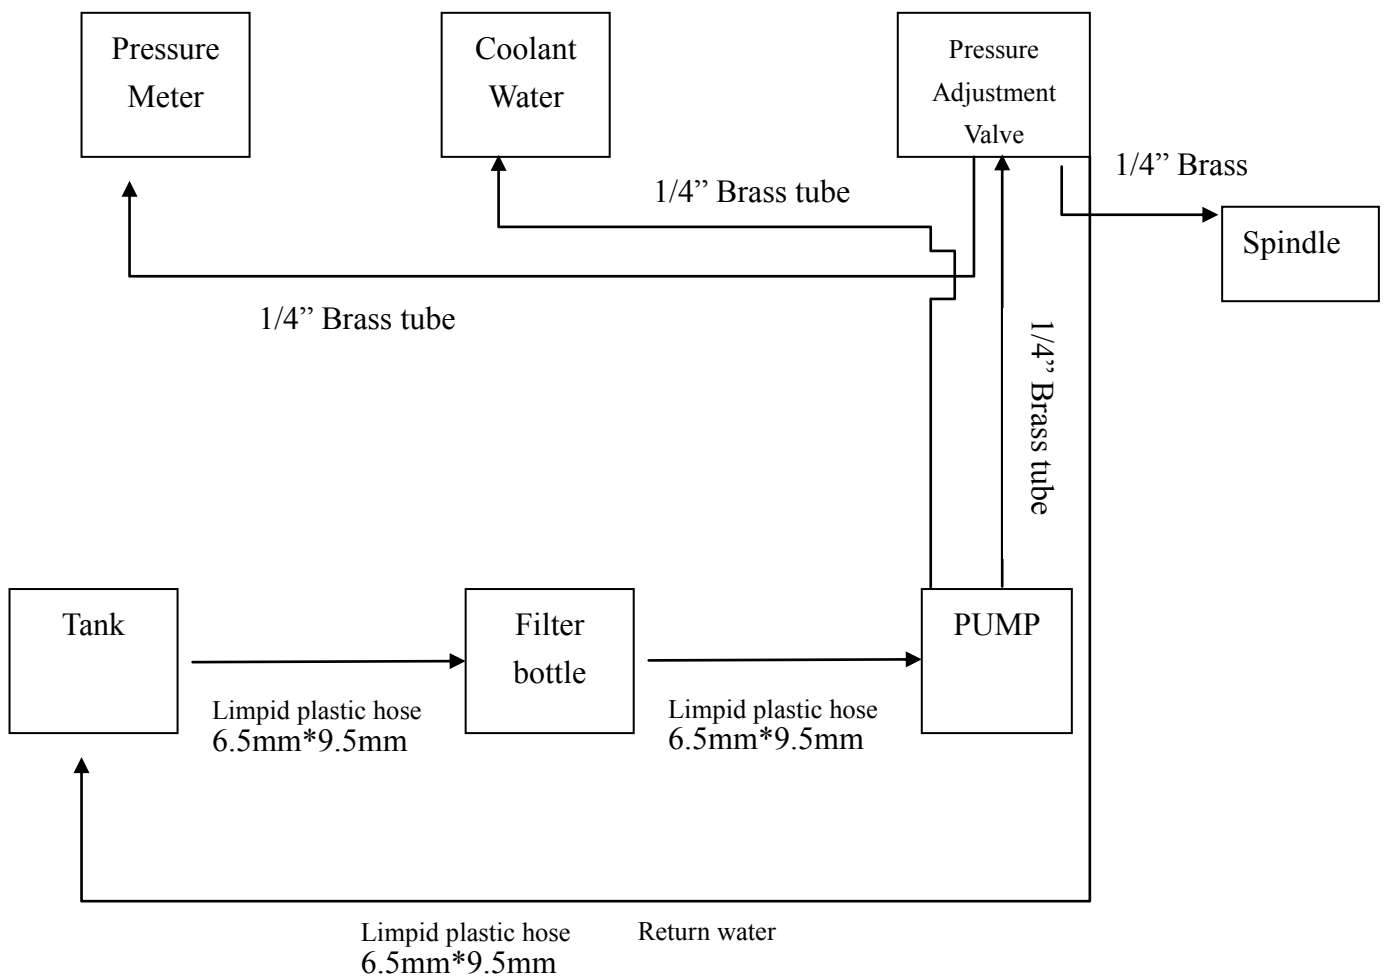 Pressure
Meter
Coolant
Water
Pressure
Adjustment
Valve
1/4” Brass
1/4” Brass tube
Spindle
1/4” Brass tube
1/4” Brass tube
Tank
Filter
bottle
PUMP
Limpid plastic hose
6.5mm*9.5mm
Limpid plastic hose
6.5mm*9.5mm
Limpid plastic hose
6.5mm*9.5mm
Return water